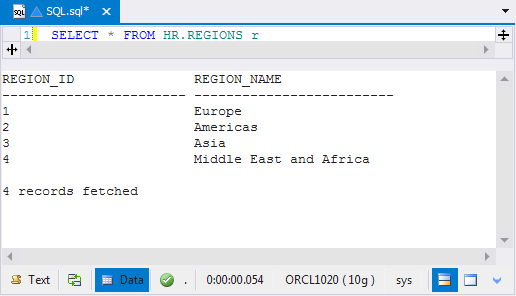 SQL SQL.sql*
1 SELECT * FROM HR.REGIONS r
REGION_ID REGION_NAME
----------------------- -------------------------
1 Europe
2 Americas
3 Asia
4 Middle East and Africa
4 records fetched
Text Data . 0:00:00.054 ORCL1020 ( 10g ) sys